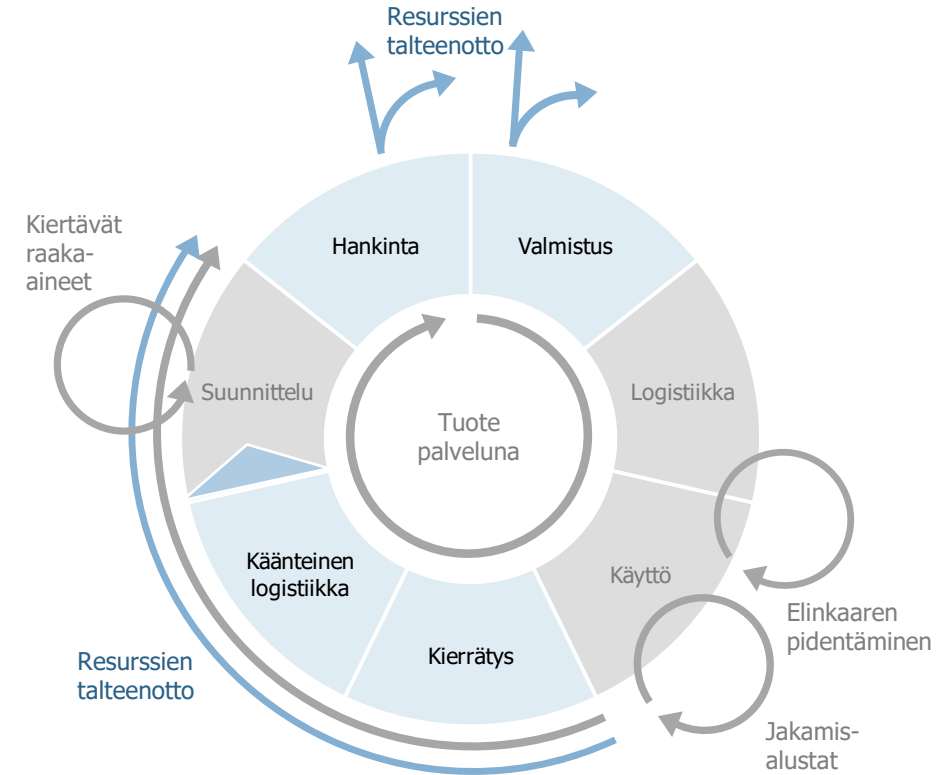 Resurssien
talteenotto
Kiertävät
raaka-
aineet
Hankinta
Valmistus
Suunnittelu
Logistiikka
Tuote
palveluna
Käänteinen
logistiikka
Käyttö
Kierrätys
Elinkaaren
pidentäminen
Resurssien
talteenotto
Jakamis-
alustat